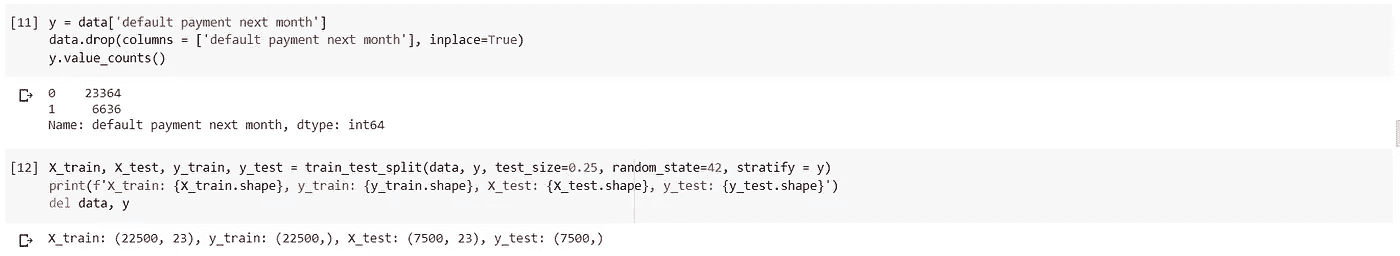 [11] y = data['default payment next month']
data.drop(columns = ['default payment next month'], inplace=True)
y.value_counts()
0    23364
1     6636
Name: default payment next month, dtype: int64
[12] X_train, X_test, y_train, y_test = train_test_split(data, y, test_size=0.25, random_state=42, stratify = y)
print(f'X_train: {X_train.shape}, y_train: {y_train.shape}, X_test: {X_test.shape}, y_test: {y_test.shape}')
del data, y
X_train: (22500, 23), y_train: (22500,), X_test: (7500, 23), y_test: (7500,)